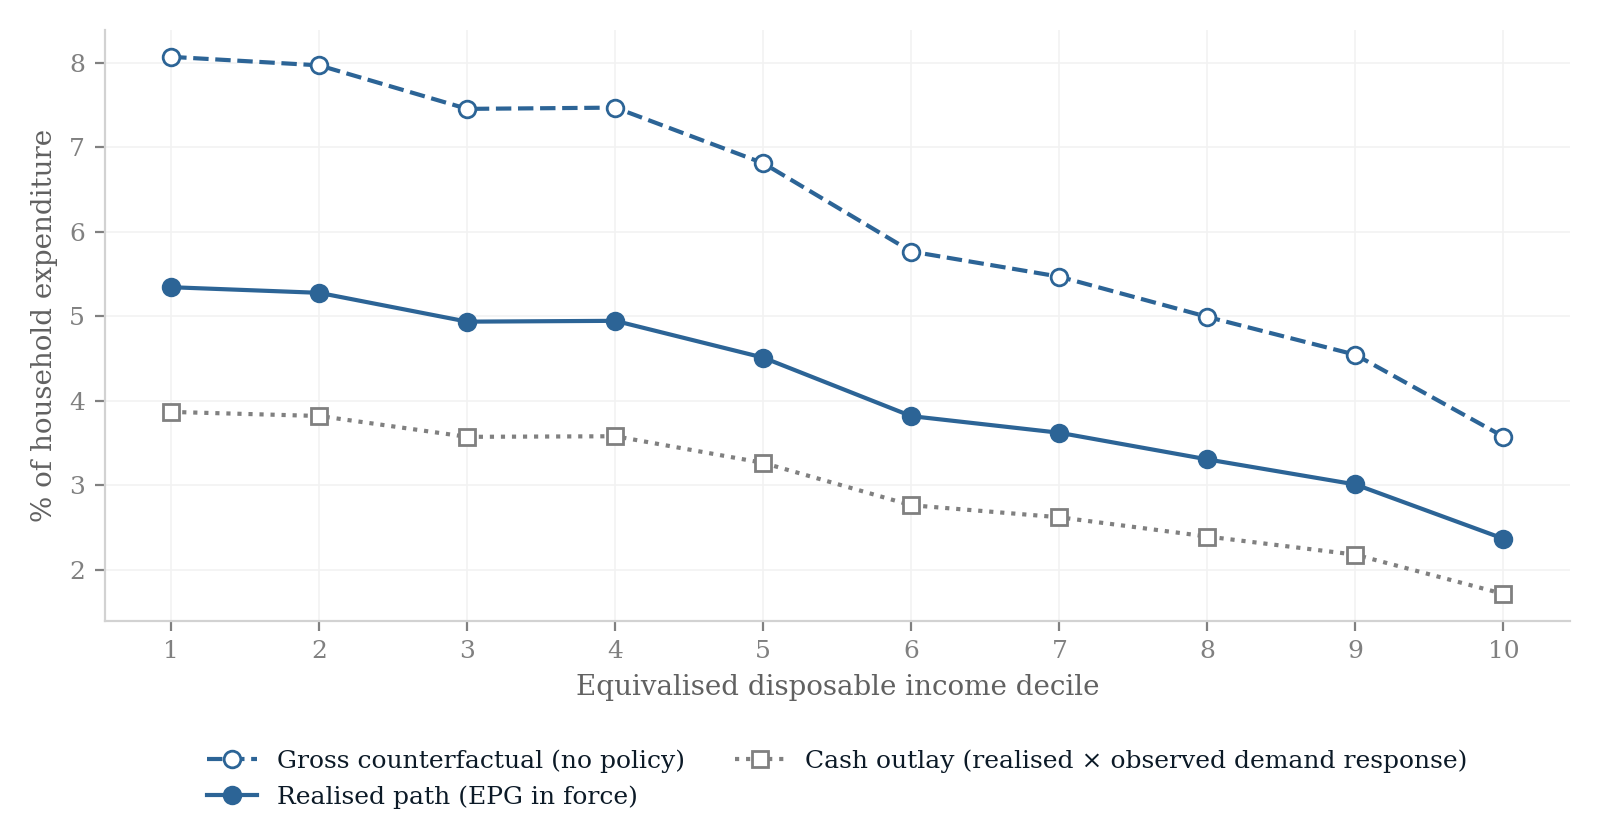 8
7
6
5
4
3
2
% of household expenditure
1 2 3 4 5 6 7 8 9 10
Equivalised disposable income decile
Gross counterfactual (no policy)
Realised path (EPG in force)
Cash outlay (realised × observed demand response)